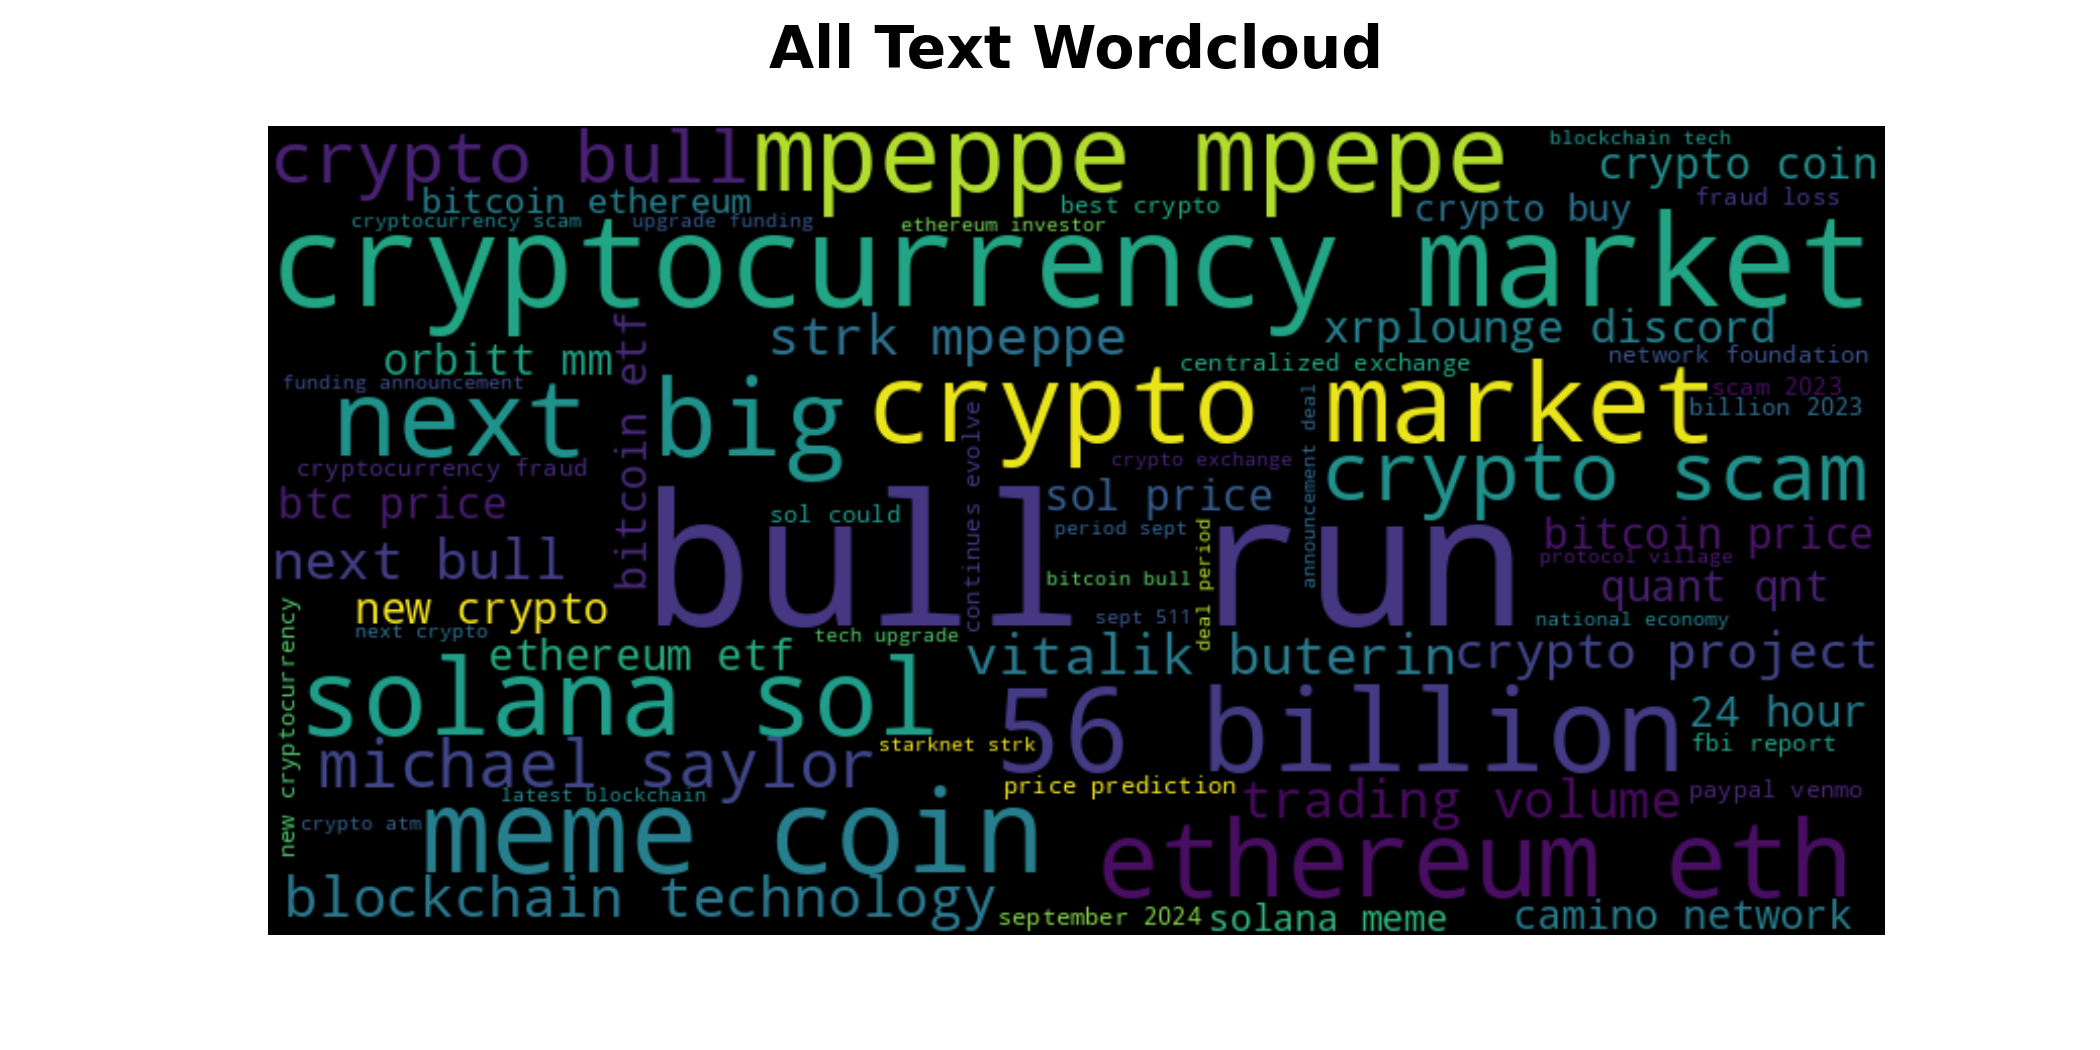 All Text Wordcloud
crypto bull
mpeppe mpepe
blockchain tech
crypto coin
bitcoin ethereum
best crypto
crypto buy
fraud loss
cryptocurrency scam
upgrade funding
ethereum investor
cryptocurrency market
bitcoin etf
strk mpeppe
xrplounge discord
orbitt mm
centralized exchange
network foundation
funding announcement
next big
crypto market
scam 2023
billion 2023
continues evolve
announcement deal
cryptocurrency fraud
crypto exchange
crypto scam
btc price
sol could
sol price
bull run
period sept
deal period
bitcoin price
protocol village
next bull
bitcoin bull
quant qnt
new crypto
sept 511
national economy
next crypto
tech upgrade
new cryptocurrency
ethereum etf
vitalik buterin
crypto project
solana sol
56 billion
24 hour
michael saylor
starknet strk
fbi report
price prediction
trading volume
paypal venmo
latest blockchain
crypto atm
meme coin
ethereum eth
blockchain technology
september 2024
solana meme
camino network